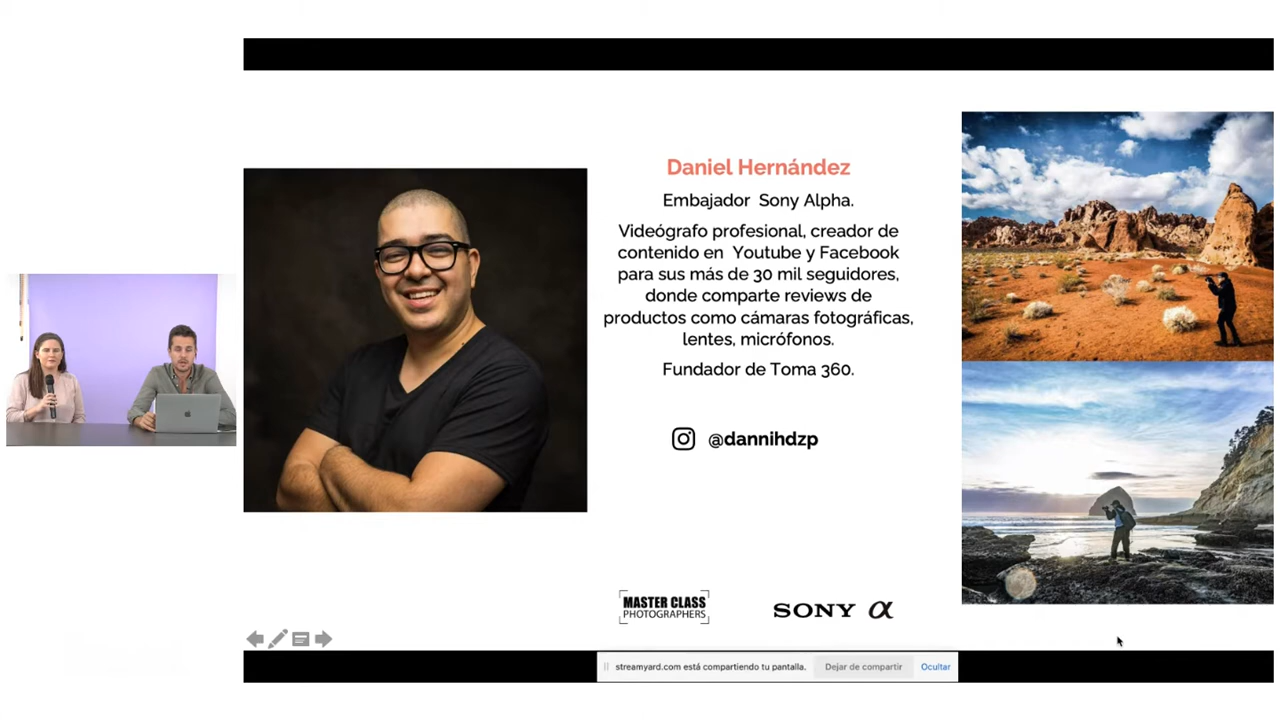 Daniel Hernández
Embajador Sony Alpha.
Videógrafo profesional, creador de
contenido en Youtube y Facebook
para sus más de 30 mil seguidores,
donde comparte reviews de
productos como cámaras fotográficas,
lentes, micrófonos.
Fundador de Toma 360.
@dannihdzp
MASTER CLASS
PHOTOGRAPHERS
SONY α
streamyard.com está compartiendo tu pantalla.
Dejar de compartir
Ocultar